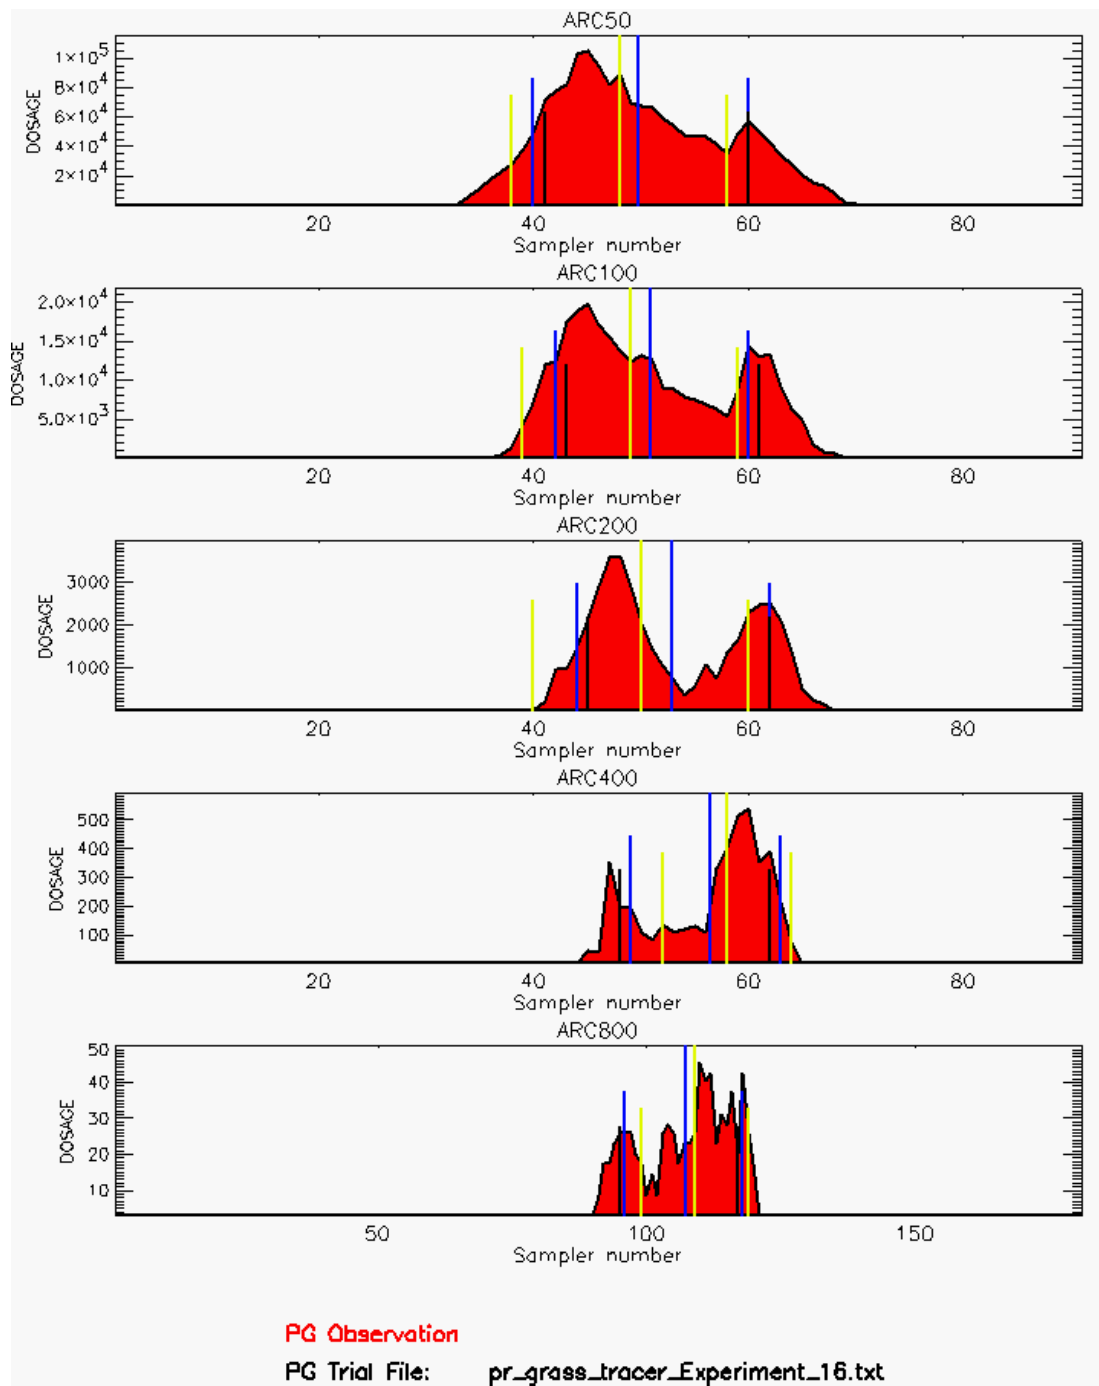 ARC50
1×10⁵
8×10⁴
6×10⁴
4×10⁴
2×10⁴
DOSAGE
20 40 60 80
Sampler number
ARC100
2.0×10⁴
1.5×10⁴
1.0×10⁴
5.0×10³
DOSAGE
20 40 60 80
Sampler number
ARC200
3000
2000
1000
DOSAGE
20 40 60 80
Sampler number
ARC400
500
400
300
200
100
DOSAGE
20 40 60 80
Sampler number
ARC800
50
40
30
20
10
DOSAGE
50 100 150
Sampler number
PG Observation
PG Trial File: pr_grass_tracer_Experiment_16.txt